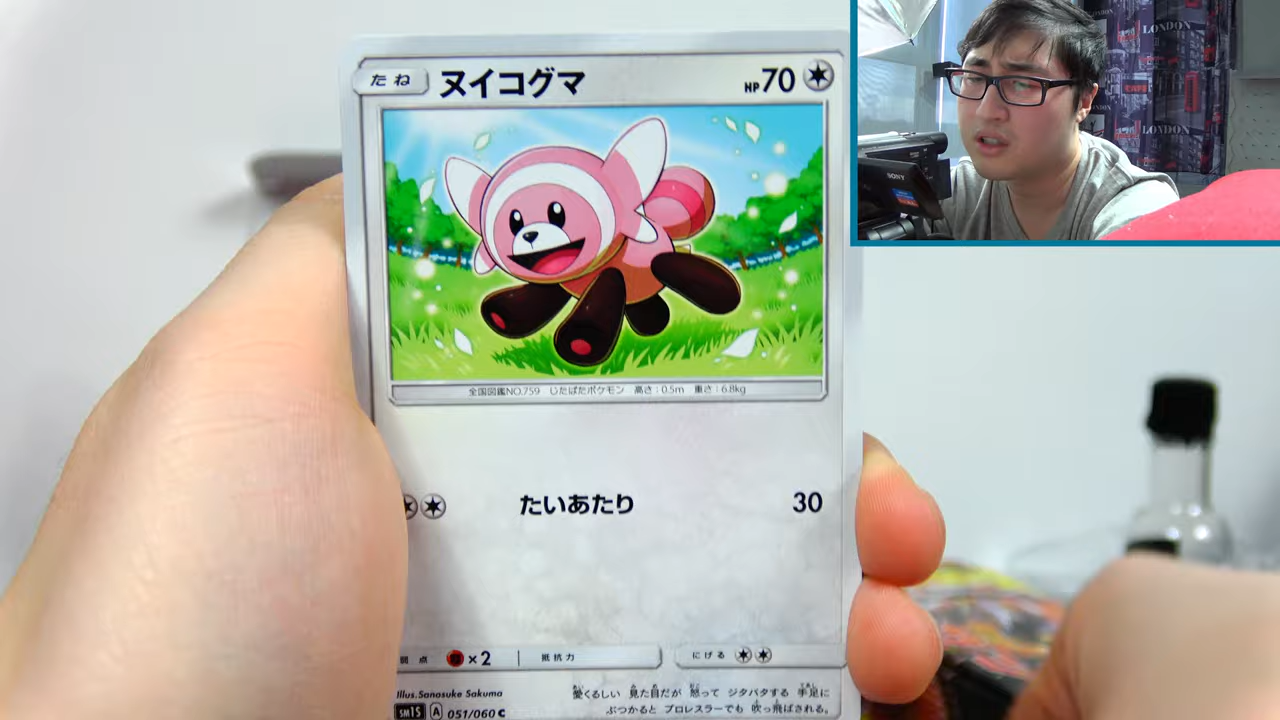 たね ヌイコグマ HP70
全国図鑑NO.759 じたばたポケモン 高さ:0.5m 重さ:6.8kg
たいあたり 30
弱点 ×2 抵抗力 にげる
Illus.Sanosuke Sakuma
SM1S A 051/060 C
愛くるしい 見た目だが 怒って ジタバタする 手足に
ぶつかると プロレスラーでも 吹っ飛ばされる。
LONDON
LONDON
LONDON
SONY